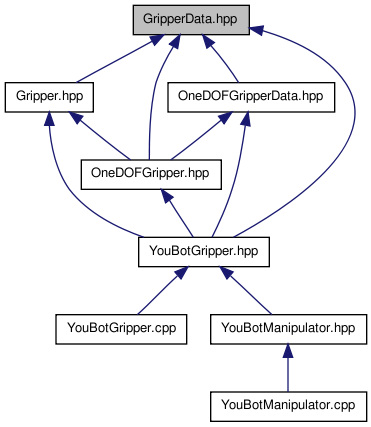 GripperData.hpp
Gripper.hpp
OneDOFGripperData.hpp
OneDOFGripper.hpp
YouBotGripper.hpp
YouBotGripper.cpp
YouBotManipulator.hpp
YouBotManipulator.cpp